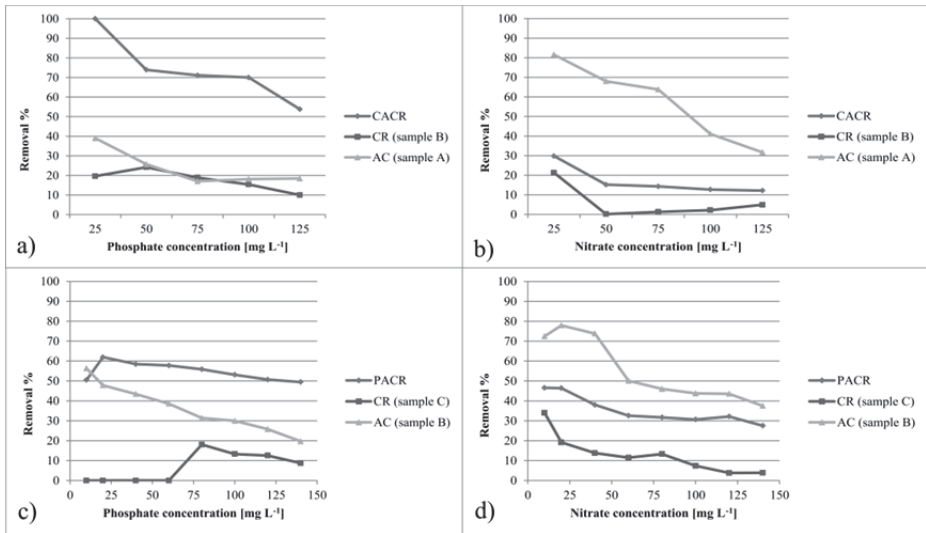 100
90
80
70
60
50
40
30
20
10
0
Removal %
25 50 75 100 125
Phosphate concentration [mg L⁻¹]
a)
CACR
CR (sample B)
AC (sample A)
100
90
80
70
60
50
40
30
20
10
0
Removal %
25 50 75 100 125
Nitrate concentration [mg L⁻¹]
b)
CACR
CR (sample B)
AC (sample A)
100
90
80
70
60
50
40
30
20
10
0
Removal %
0 25 50 75 100 125 150
Phosphate concentration [mg L⁻¹]
c)
PACR
CR (sample C)
AC (sample B)
100
90
80
70
60
50
40
30
20
10
0
Removal %
0 25 50 75 100 125 150
Nitrate concentration [mg L⁻¹]
d)
PACR
CR (sample C)
AC (sample B)